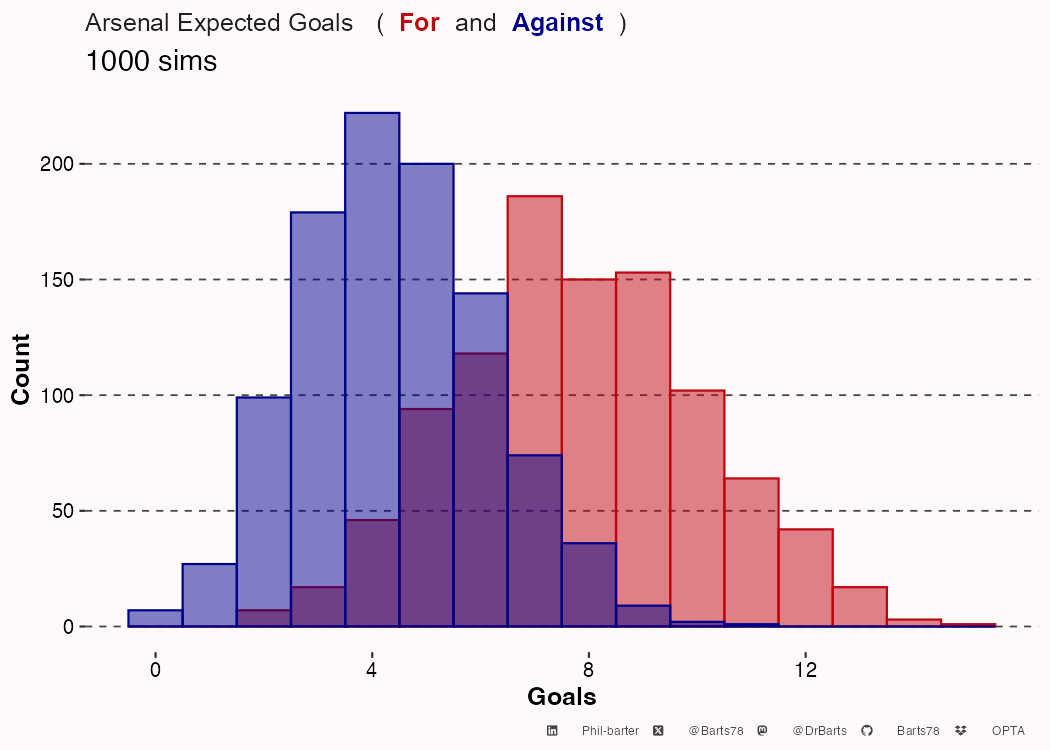 Arsenal Expected Goals ( For and Against )
1000 sims
200
150
100
50
0
Count
0 4 8 12
Goals
Phil-barter @Barts78 @DrBarts Barts78 OPTA